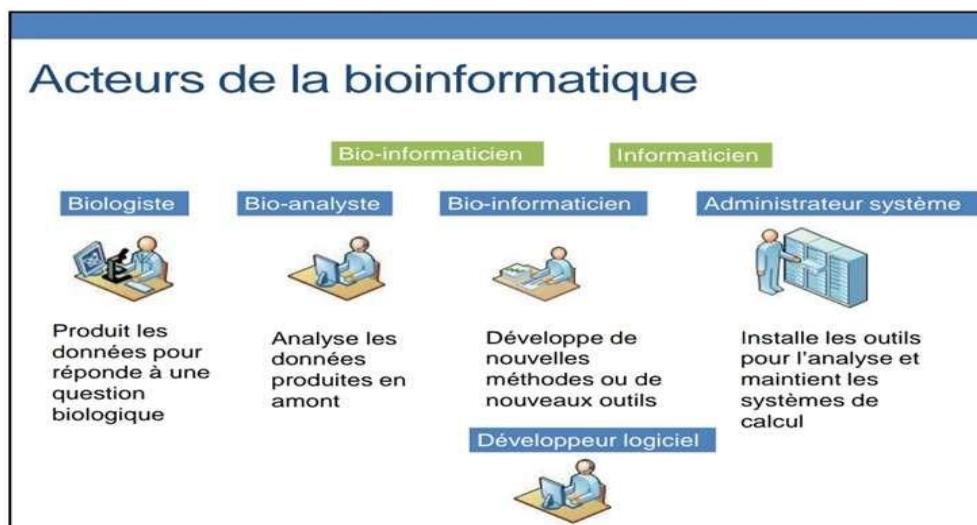 Acteurs de la bioinformatique
Bio-informaticien
Informaticien
Biologiste
Bio-analyste
Bio-informaticien
Administrateur système
Produit les
données pour
réponde à une
question
biologique
Analyse les
données
produites en
amont
Développe de
nouvelles
méthodes ou de
nouveaux outils
Installe les outils
pour l'analyse et
maintient les
systèmes de
calcul
Développeur logiciel